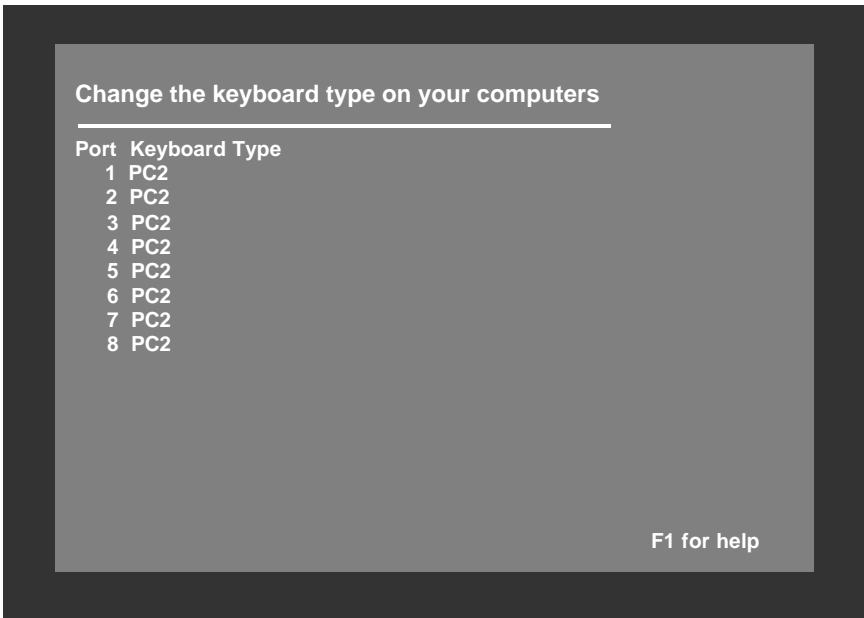 Change the keyboard type on your computers
Port Keyboard Type
1 PC2
2 PC2
3 PC2
4 PC2
5 PC2
6 PC2
7 PC2
8 PC2
F1 for help